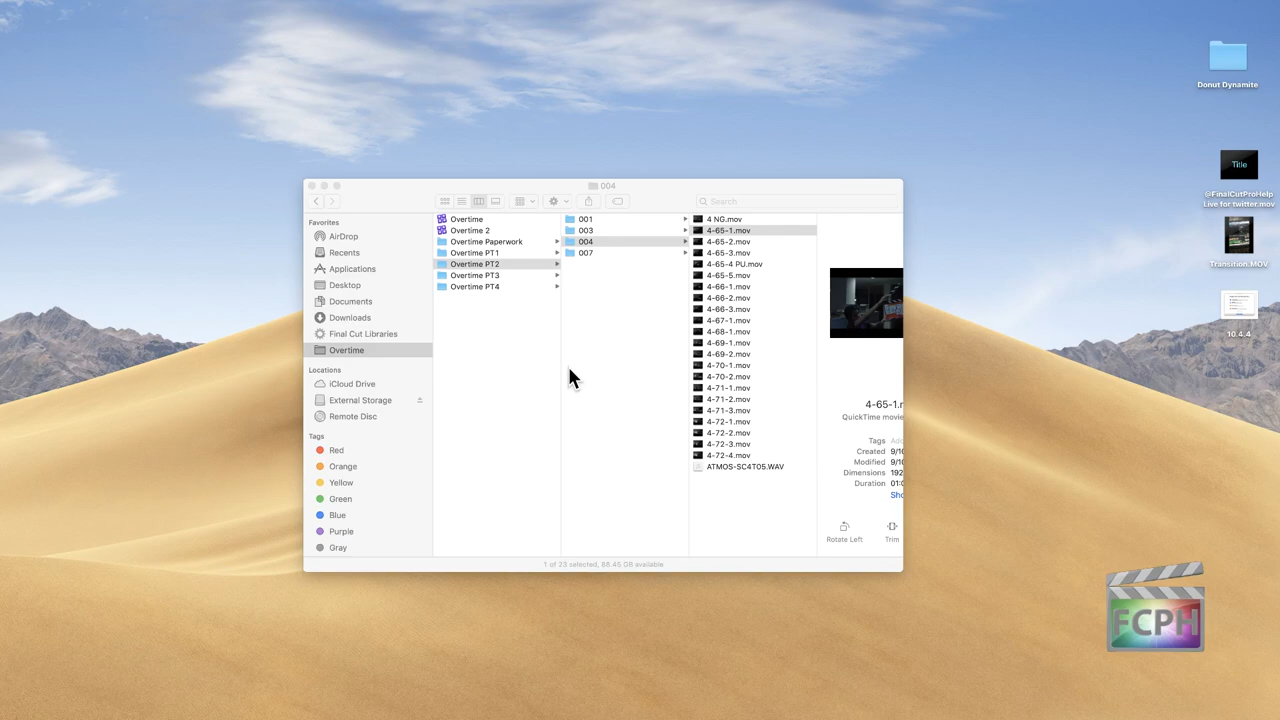 004
Search
Favorites
AirDrop
Recents
Applications
Desktop
Documents
Downloads
Final Cut Libraries
Overtime
Locations
iCloud Drive
External Storage
Remote Disc
Tags
Red
Orange
Yellow
Green
Blue
Purple
Gray
Overtime
Overtime 2
Overtime Paperwork
Overtime PT1
Overtime PT2
Overtime PT3
Overtime PT4
001
003
004
007
4 NG.mov
4-65-1.mov
4-65-2.mov
4-65-3.mov
4-65-4 PU.mov
4-65-5.mov
4-66-1.mov
4-66-2.mov
4-66-3.mov
4-67-1.mov
4-68-1.mov
4-69-1.mov
4-69-2.mov
4-70-1.mov
4-70-2.mov
4-71-1.mov
4-71-2.mov
4-71-3.mov
4-72-1.mov
4-72-2.mov
4-72-3.mov
4-72-4.mov
ATMOS-SC4T05.WAV
4-65-1.m
QuickTime movie
Tags Add
Created 9/10
Modified 9/10
Dimensions 192
Duration 01:0
Sho
Rotate Left
Trim
1 of 23 selected, 88.45 GB available
Donut Dynamite
Title
@FinalCutProHelp
Live for twitter.mov
Transition.MOV
10.4.4
FCPH